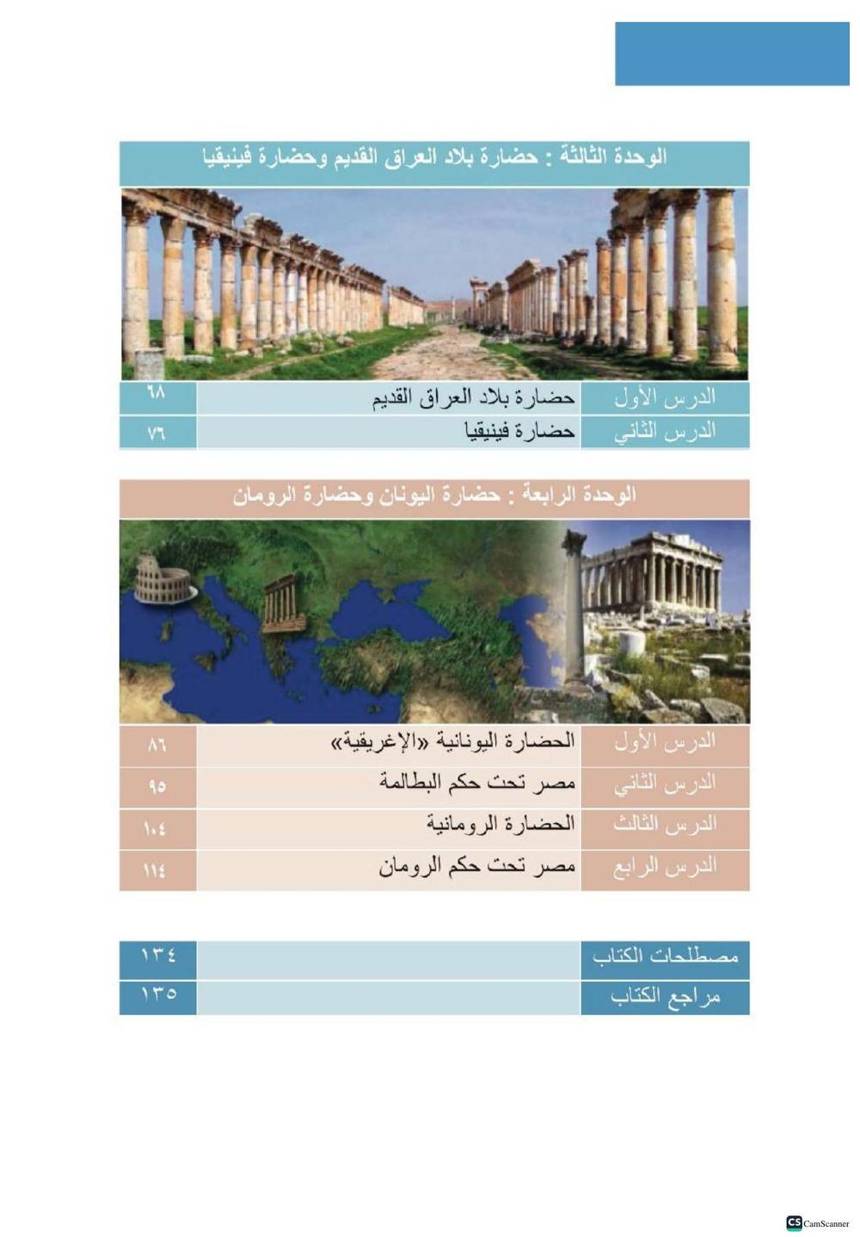 الوحدة الثالثة : حضارة بلاد العراق القديم وحضارة فينيقيا
الدرس الأول حضارة بلاد العراق القديم ٦٨
الدرس الثاني حضارة فينيقيا ٧٦
الوحدة الرابعة : حضارة اليونان وحضارة الرومان
الدرس الأول الحضارة اليونانية «الإغريقية» ٨٦
الدرس الثاني مصر تحت حكم البطالمة ٩٥
الدرس الثالث الحضارة الرومانية ١٠٤
الدرس الرابع مصر تحت حكم الرومان ١١٤
مصطلحات الكتاب ١٣٤
مراجع الكتاب ١٣٥
CS CamScanner